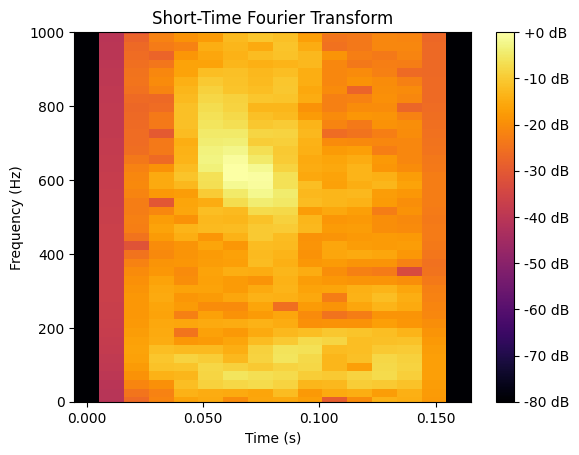 Short-Time Fourier Transform
1000
800
600
400
200
0
Frequency (Hz)
0.000
0.050
0.100
0.150
Time (s)
+0 dB
-10 dB
-20 dB
-30 dB
-40 dB
-50 dB
-60 dB
-70 dB
-80 dB